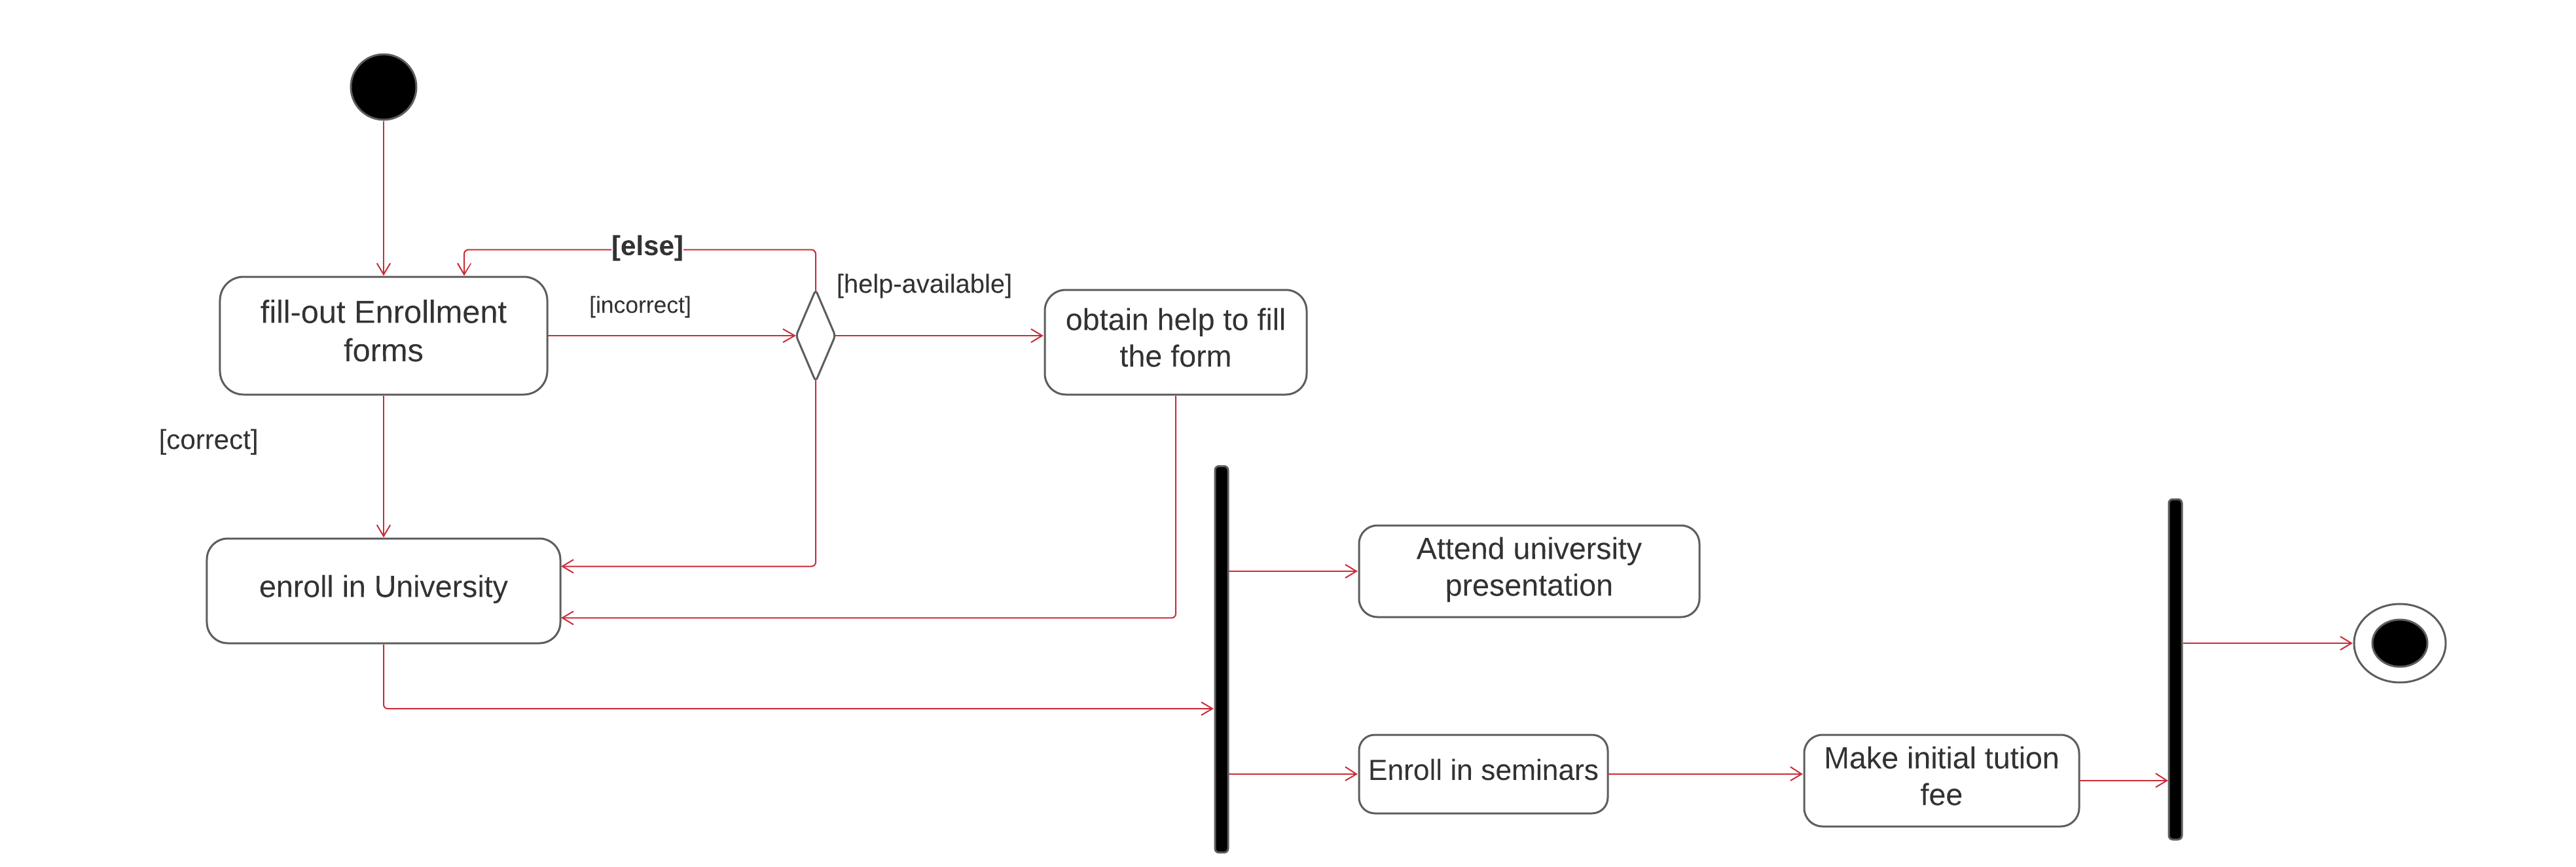 [else]
[help-available]
[incorrect]
fill-out Enrollment
forms
obtain help to fill
the form
[correct]
enroll in University
Attend university
presentation
Enroll in seminars
Make initial tution
fee